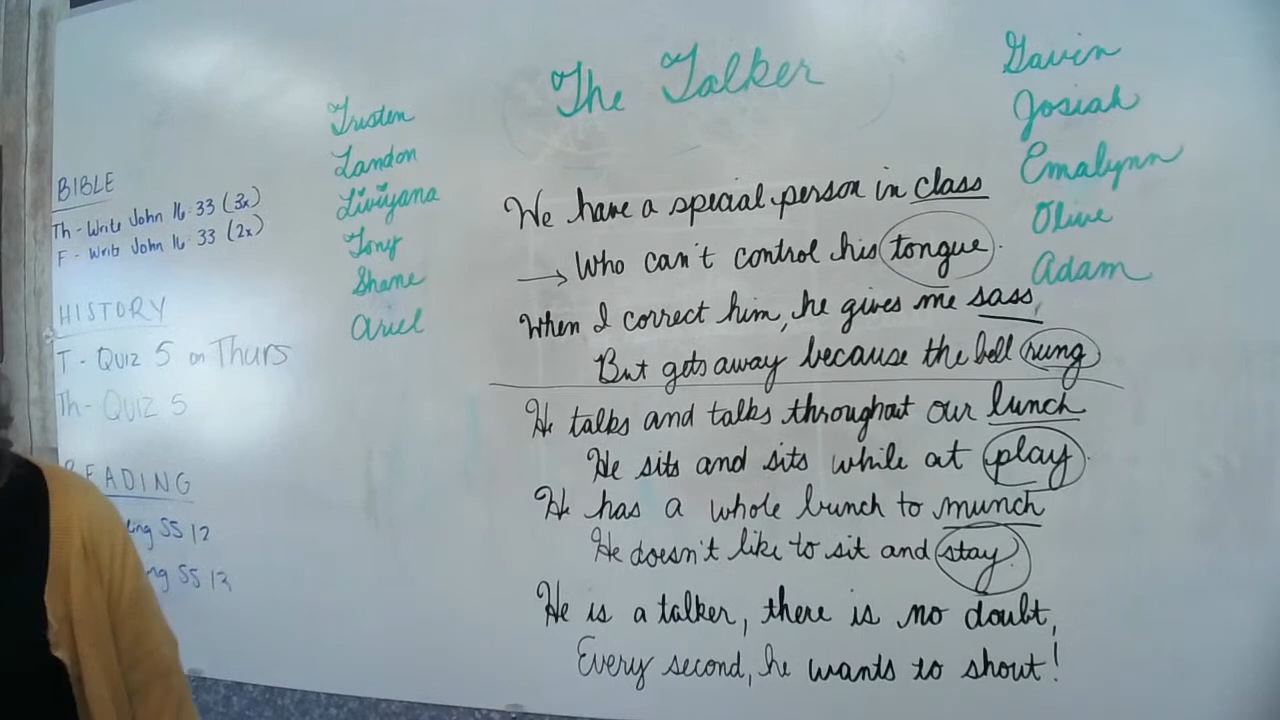 BIBLE
Th - Write John 16:33 (3x)
F - Write John 16:33 (2x)
HISTORY
T - QUIZ 5 on Thurs
Th - QUIZ 5
READING
SS 12
SS 13
Tristen
Landon
Liviyana
Tony
Shane
Ariel
The Talker
We have a special person in class
→ Who can't control his tongue.
When I correct him, he gives me sass,
But gets away because the bell rung
He talks and talks throughout our lunch
He sits and sits while at play.
He has a whole bunch to munch
He doesn't like to sit and stay.
He is a talker, there is no doubt,
Every second, he wants to shout!
Gavin
Josiah
Emalynn
Olive
Adam